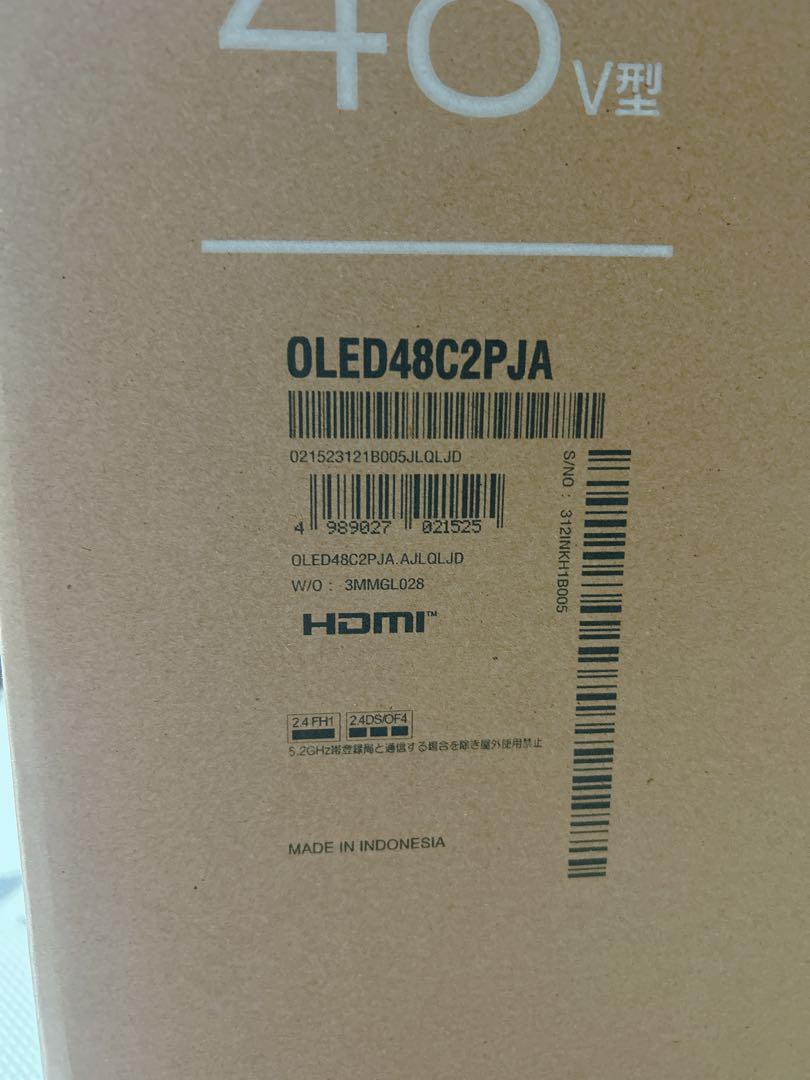 48V型
OLED48C2PJA
021523121B005JLQLJD
4 989027 021525
OLED48C2PJA.AJLQLJD
W/O : 3MMGL028
HDMI™
S/NO : 312INKH1B005
2.4 FH1 2.4DS/OF4
5.2GHz帯登録局と通信する場合を除き屋外使用禁止
MADE IN INDONESIA